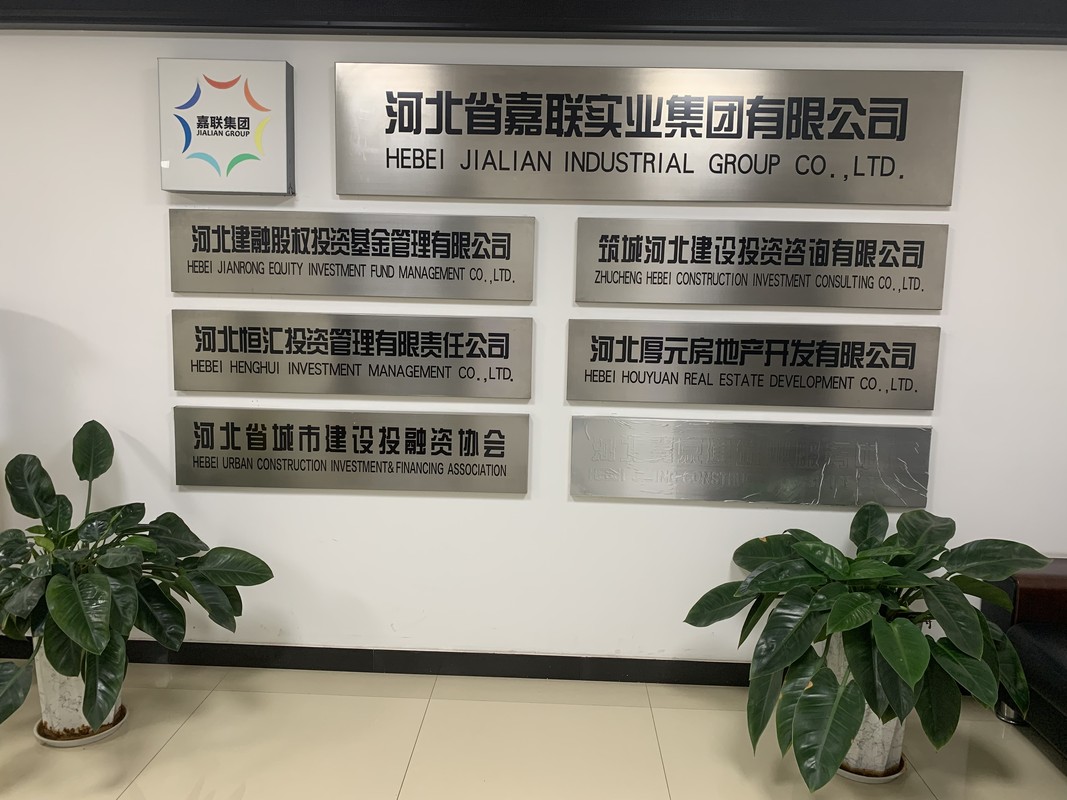 嘉联集团
JIALIAN GROUP
河北省嘉联实业集团有限公司
HEBEI JIALIAN INDUSTRIAL GROUP CO.,LTD.
河北建融股权投资基金管理有限公司
HEBEI JIANRONG EQUITY INVESTMENT FUND MANAGEMENT CO.,LTD.
筑城河北建设投资咨询有限公司
ZHUCHENG HEBEI CONSTRUCTION INVESTMENT CONSULTING CO.,LTD.
河北恒汇投资管理有限责任公司
HEBEI HENGHUI INVESTMENT MANAGEMENT CO.,LTD.
河北厚元房地产开发有限公司
HEBEI HOUYUAN REAL ESTATE DEVELOPMENT CO.,LTD.
河北省城市建设投融资协会
HEBEI URBAN CONSTRUCTION INVESTMENT&FINANCING ASSOCIATION